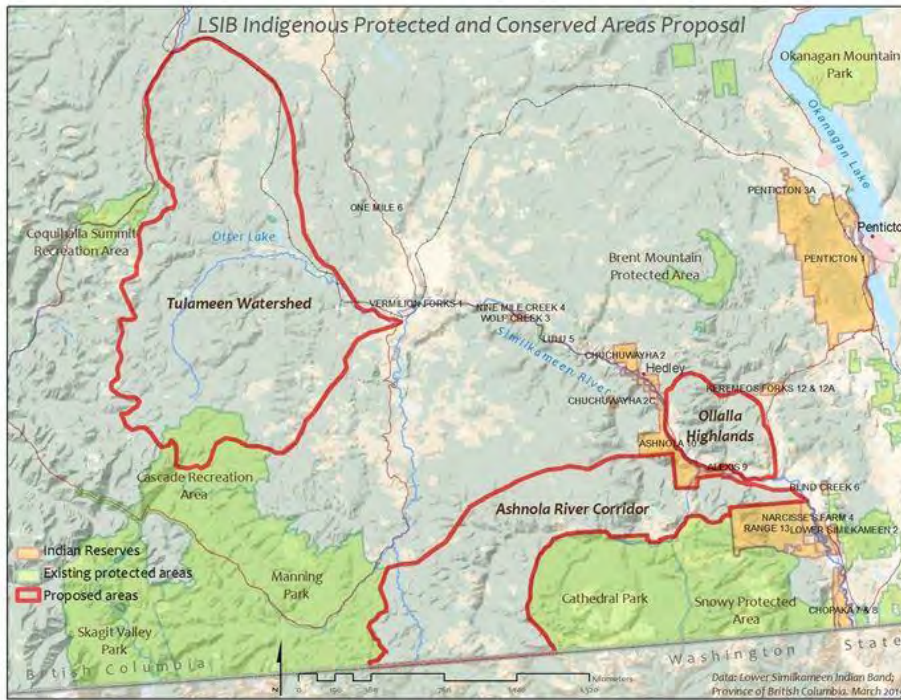 LSIB Indigenous Protected and Conserved Areas Proposal
Okanagan Mountain
Park
Okanagan Lake
PENTICTON 3A
ONE MILE 6
Coquihalla Summit
Recreation Area
Otter Lake
Penticton
PENTICTON 1
Brent Mountain
Protected Area
Tulameen Watershed
VERMILION FORKS 1
NINE MILE CREEK 4
WOLF CREEK 3
LULU 5
Similkameen River
CHUCHUWAYHA 2
Hedley
KEREMEOS FORKS 12 & 12A
CHUCHUWAYHA 2C
Ollalla
Highlands
ASHNOLA 10
ALEXIS 9
Cascade Recreation
Area
BLIND CREEK 6
Ashnola River Corridor
NARCISSE'S FARM 4
RANGE 13
LOWER SIMILKAMEEN 2
Indian Reserves
Existing protected areas
Proposed areas
Manning
Park
Cathedral Park
Snowy Protected
Area
CHOPAKA 7 & 8
Skagit Valley
Park
British Columbia
Washington State
Z
0
Kilometers
Data: Lower Similkameen Indian Band;
Province of British Columbia. March 201